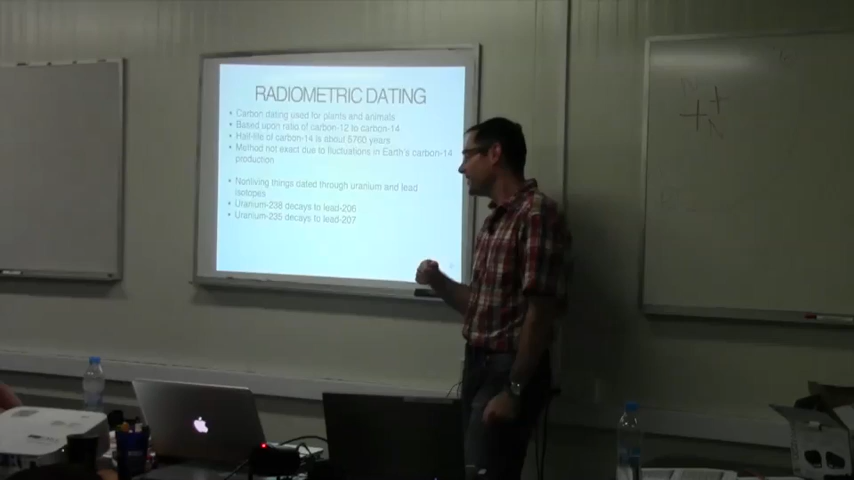 RADIOMETRIC DATING
• Carbon dating used for plants and animals
• Based upon ratio of carbon-12 to carbon-14
• Half-life of carbon-14 is about 5760 years
• Method not exact due to fluctuations in Earth's carbon-14
production
• Nonliving things dated through uranium and lead
isotopes
• Uranium-238 decays to lead-206
• Uranium-235 decays to lead-207